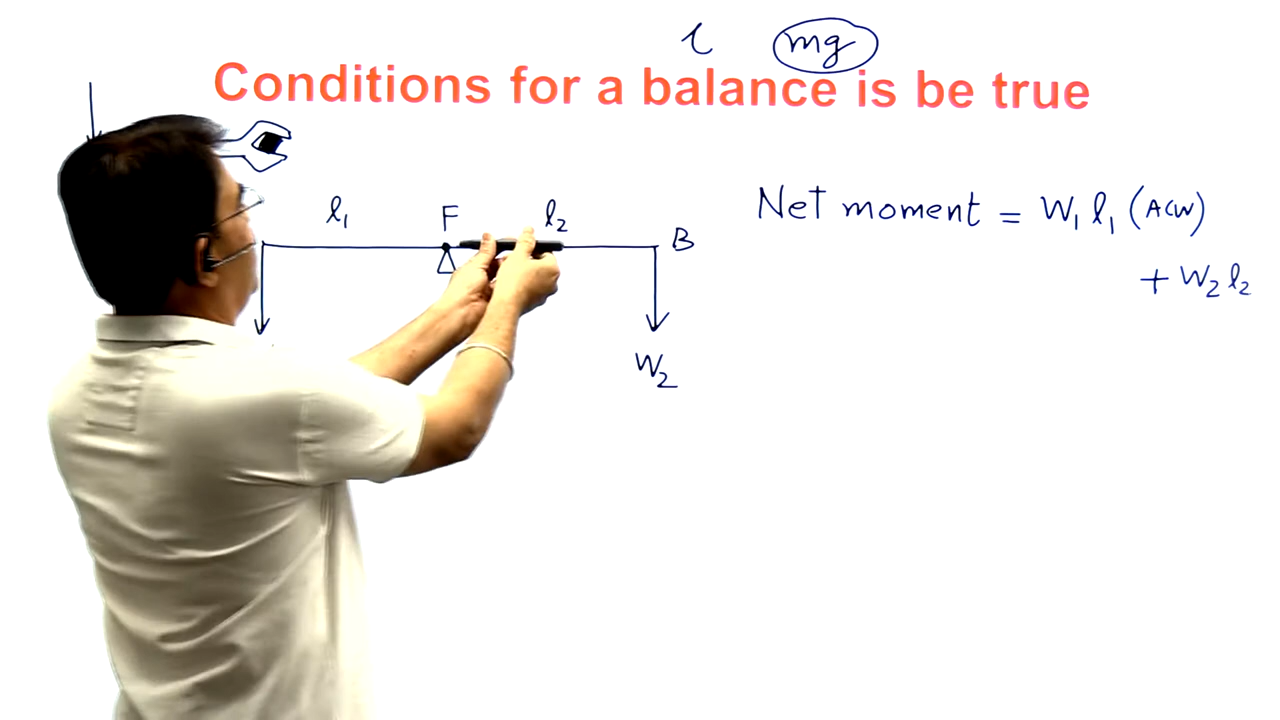 mg
Conditions for a balance is be true
l₁ F l₂ B
W₂
Net moment = W₁ l₁ (ACW)
+ W₂ l₂